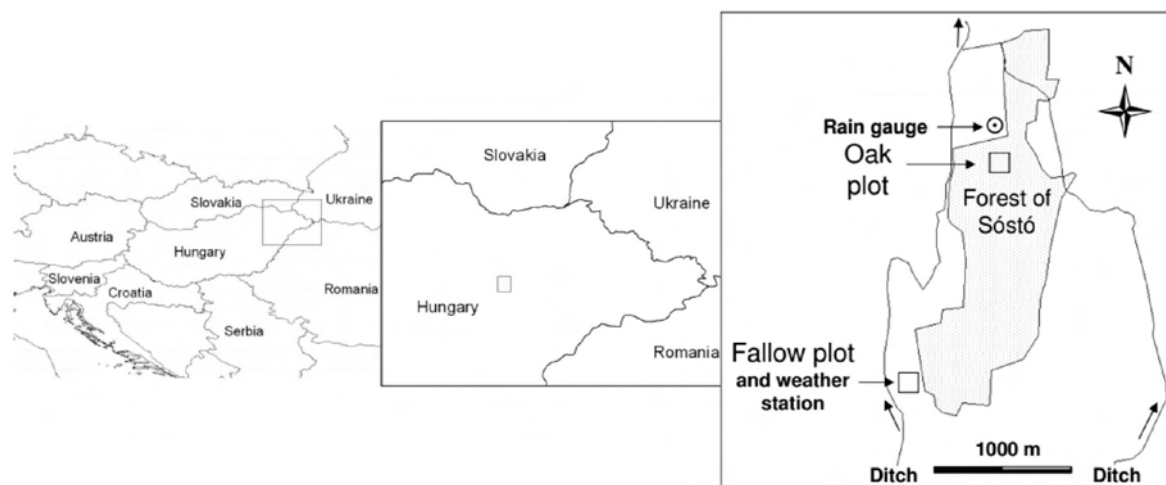 Slovakia
Ukraine
Austria
Hungary
Slovenia
Croatia
Romania
Serbia
Slovakia
Ukraine
Hungary
Romania
N
Rain gauge
Oak
plot
Forest of
Sóstó
Fallow plot
and weather
station
1000 m
Ditch
Ditch